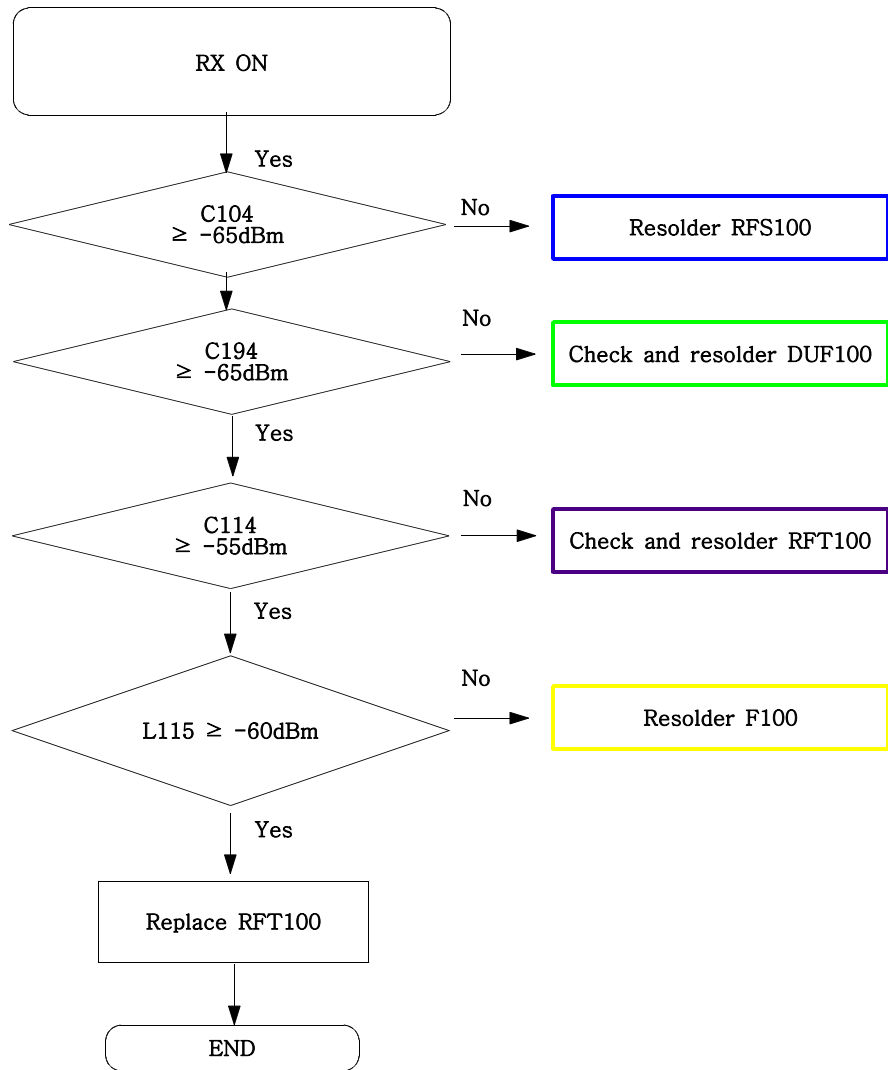 RX ON
Yes
C104
≥ -65dBm
No
Resolder RFS100
C194
≥ -65dBm
No
Check and resolder DUF100
Yes
C114
≥ -55dBm
No
Check and resolder RFT100
Yes
L115 ≥ -60dBm
No
Resolder F100
Yes
Replace RFT100
END